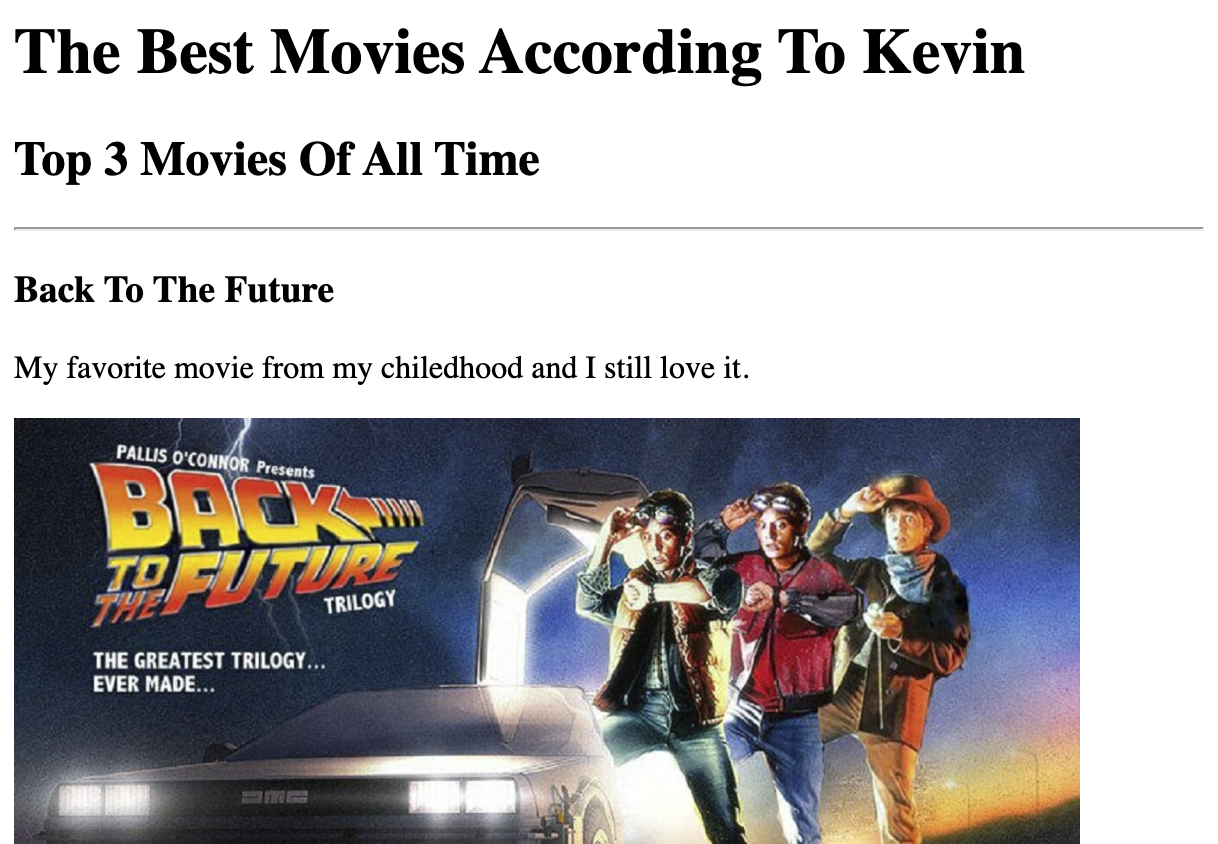 The Best Movies According To Kevin
Top 3 Movies Of All Time
Back To The Future
My favorite movie from my chiledhood and I still love it.
PALLIS O'CONNOR Presents
BACK
TO THE FUTURE
TRILOGY
THE GREATEST TRILOGY...
EVER MADE...
DMC